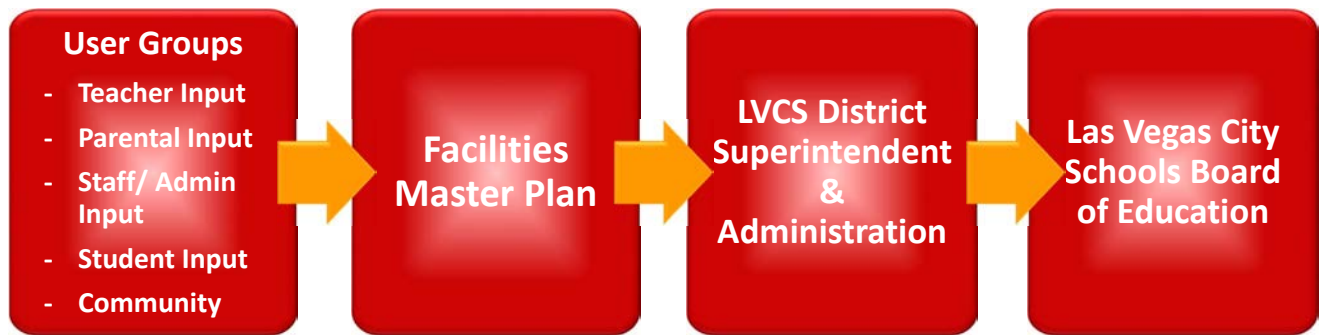 User Groups
- Teacher Input
- Parental Input
- Staff/ Admin
Input
- Student Input
- Community
Facilities
Master Plan
LVCS District
Superintendent
&
Administration
Las Vegas City
Schools Board
of Education